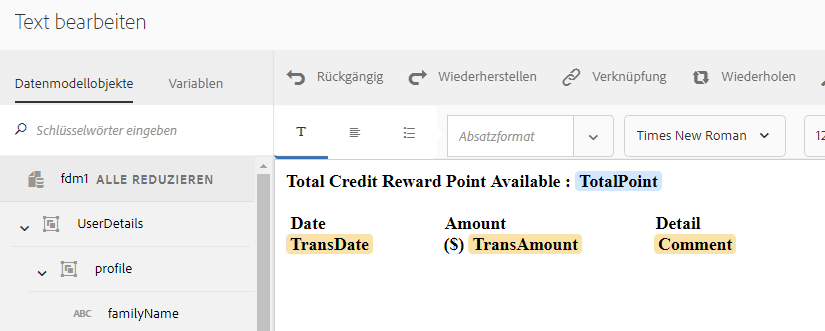 Text bearbeiten
Datenmodellobjekte Variablen
Schlüsselwörter eingeben
fdm1 ALLE REDUZIEREN
UserDetails
profile
ABC familyName
Rückgängig Wiederherstellen Verknüpfung Wiederholen
T Absatzformat Times New Roman 12
Total Credit Reward Point Available : TotalPoint
Date Amount Detail
TransDate ($) TransAmount Comment